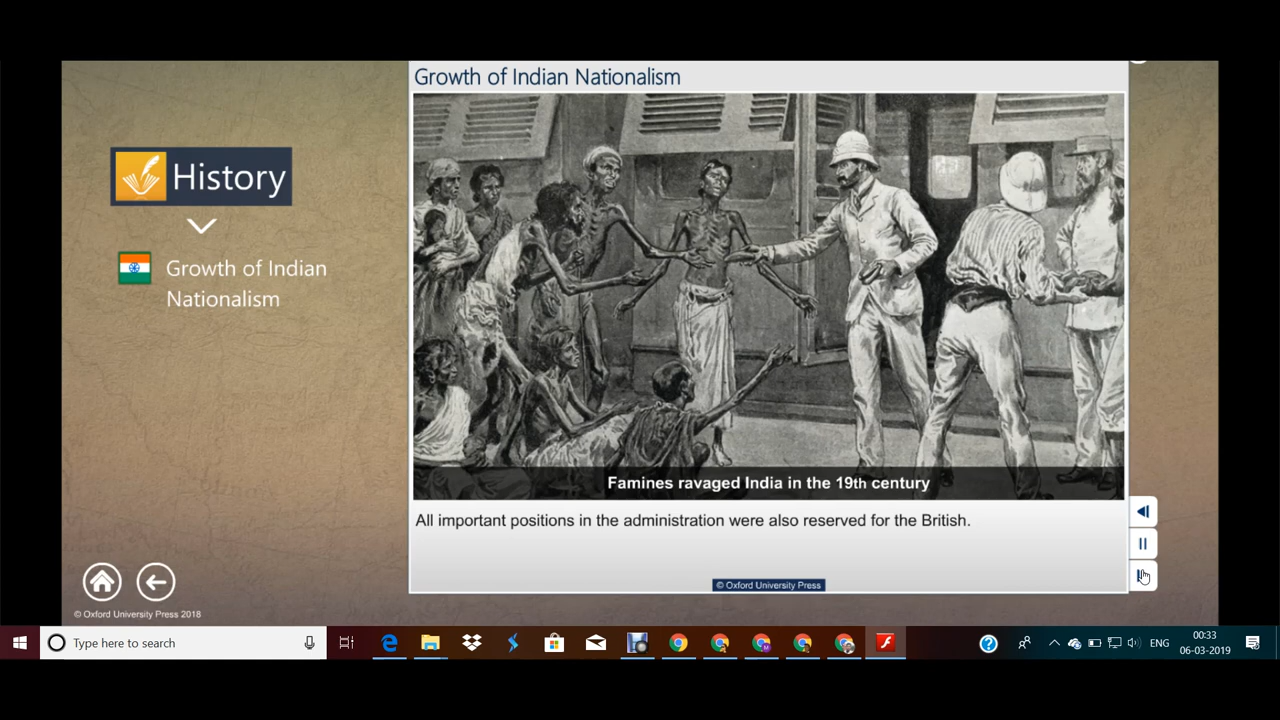 Growth of Indian Nationalism
History
Growth of Indian
Nationalism
Famines ravaged India in the 19th century
All important positions in the administration were also reserved for the British.
© Oxford University Press
© Oxford University Press 2018
Type here to search
ENG
00:33
06-03-2019